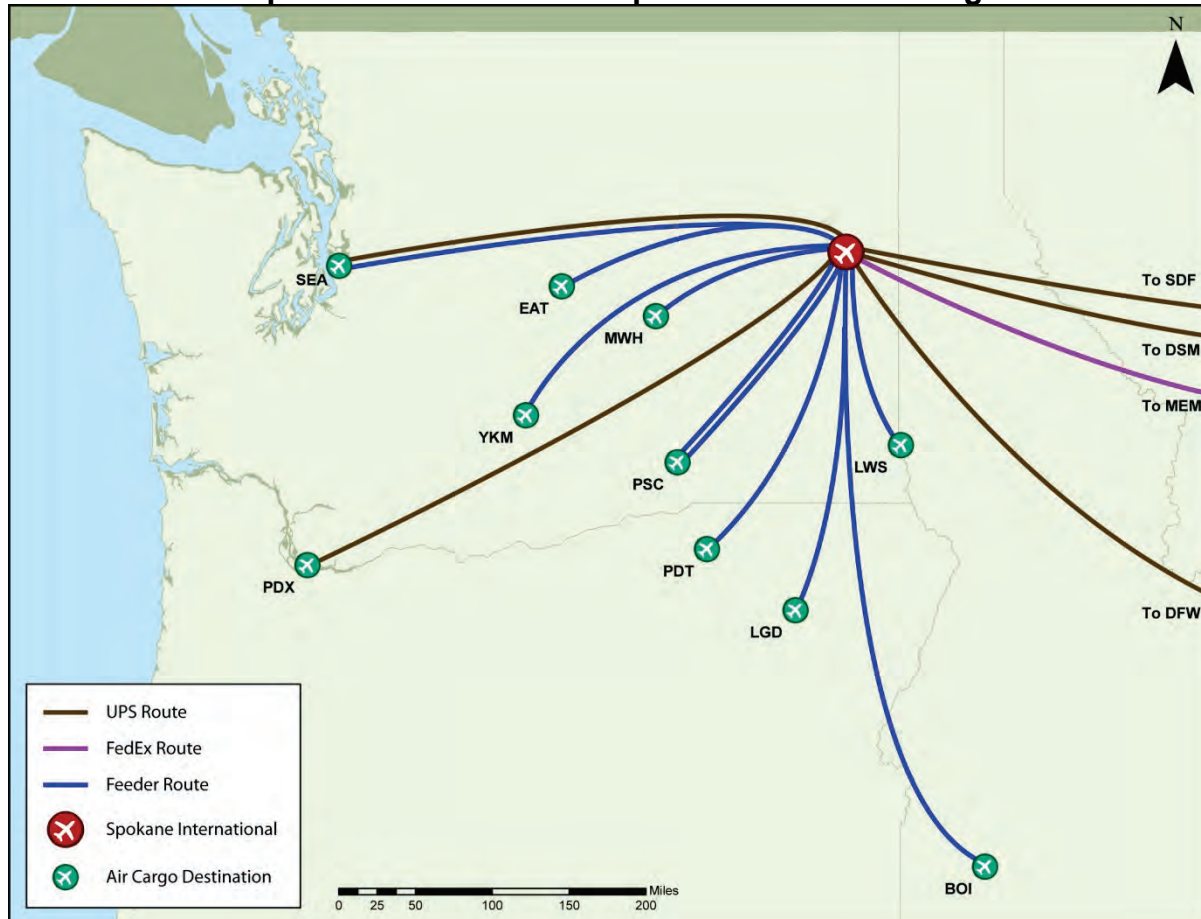 N
SEA
EAT
MWH
YKM
PSC
LWS
PDX
PDT
LGD
BOI
To SDF
To DSM
To MEM
To DFW
UPS Route
FedEx Route
Feeder Route
Spokane International
Air Cargo Destination
Miles
0 25 50 100 150 200